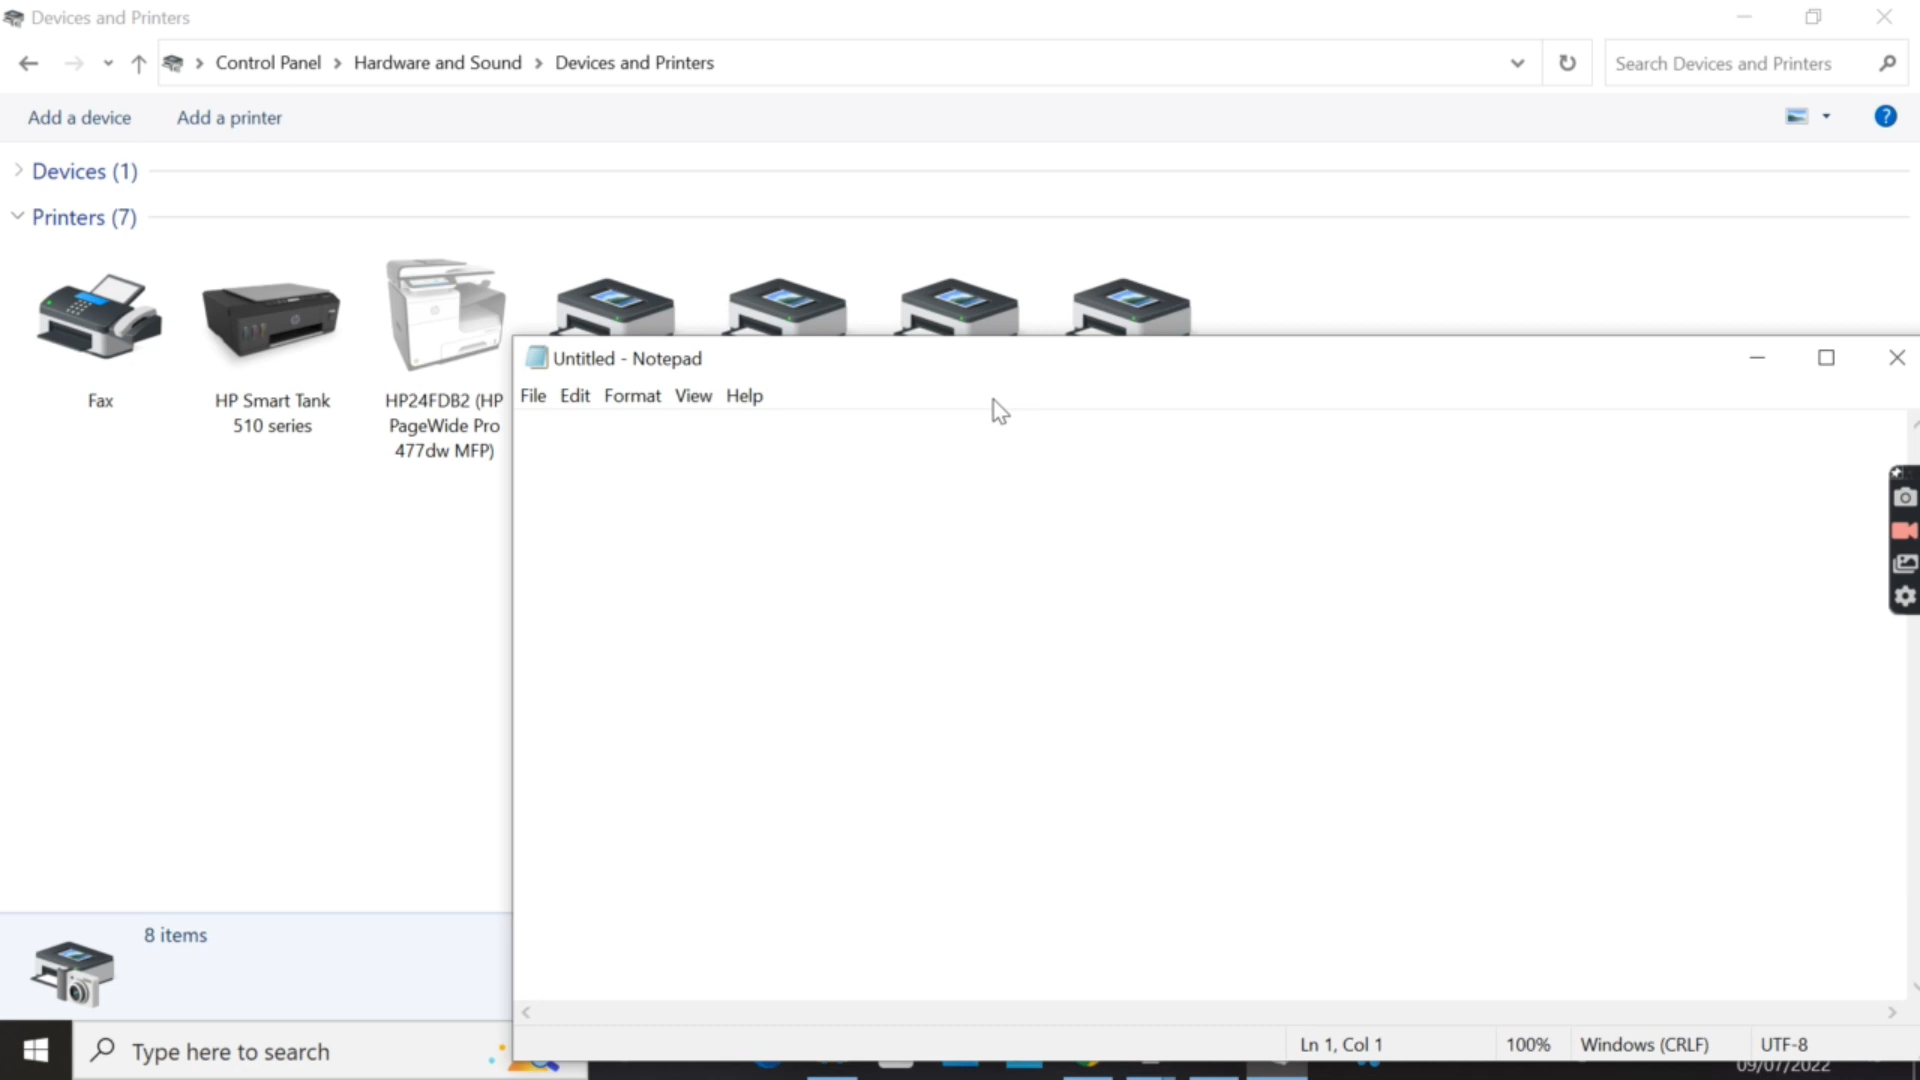 Devices and Printers
Control Panel > Hardware and Sound > Devices and Printers
Search Devices and Printers
Add a device
Add a printer
?
Devices (1)
Printers (7)
Fax
HP Smart Tank
510 series
HP24FDB2 (HP
PageWide Pro
477dw MFP)
Untitled - Notepad
File Edit Format View Help
8 items
Ln 1, Col 1
100%
Windows (CRLF)
UTF-8
Type here to search
09/07/2022